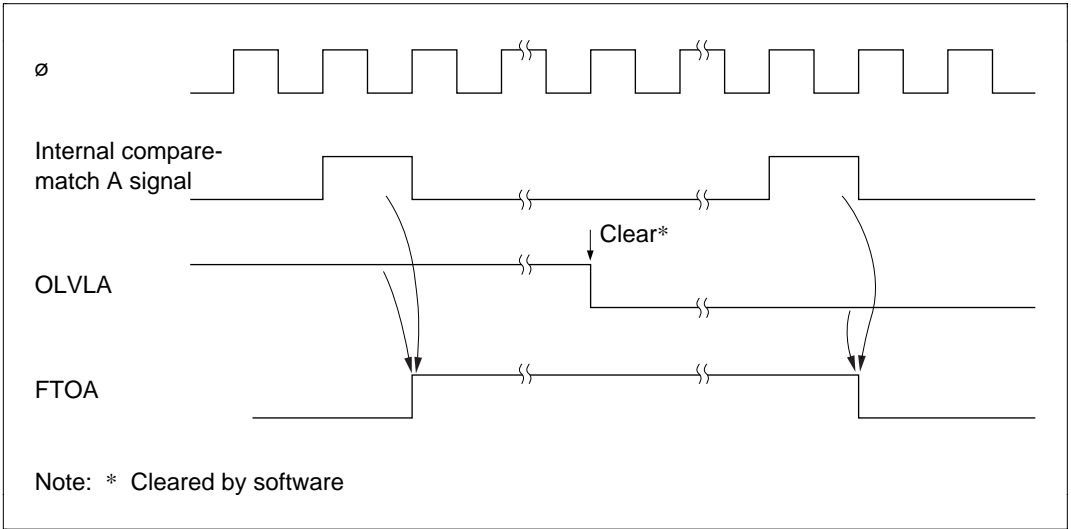 ø
Internal compare-
match A signal
Clear*
OLVLA
FTOA
Note: * Cleared by software